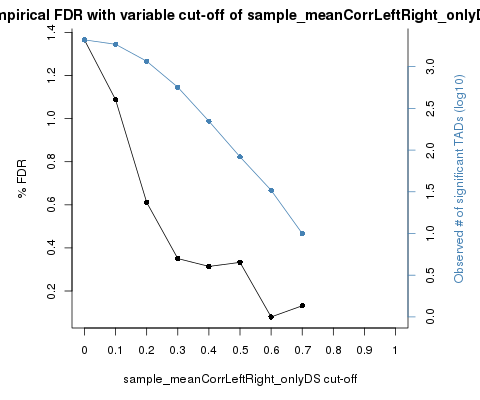 mpirical FDR with variable cut-off of sample_meanCorrLeftRight_onlyD
% FDR
1.4
1.2
1.0
0.8
0.6
0.4
0.2
0 0.1 0.2 0.3 0.4 0.5 0.6 0.7 0.8 0.9 1
sample_meanCorrLeftRight_onlyDS cut-off
3.0
2.5
2.0
1.5
1.0
0.5
0.0
Observed # of significant TADs (log10)